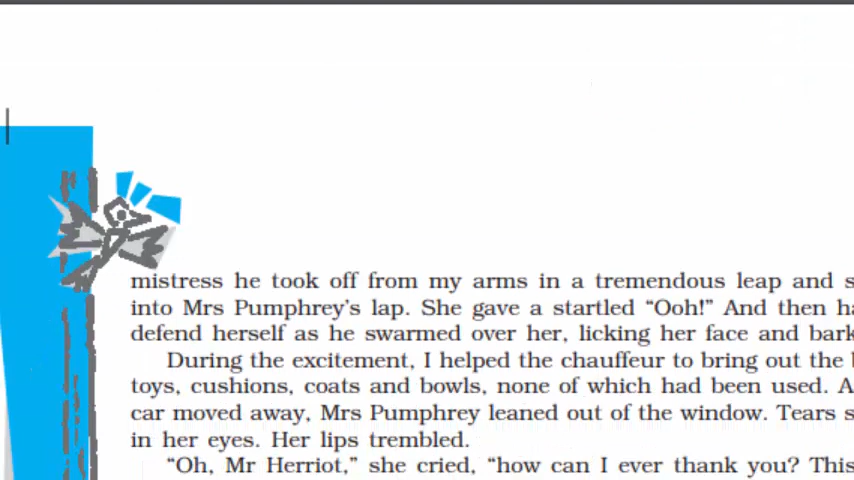 mistress he took off from my arms in a tremendous leap and
into Mrs Pumphrey’s lap. She gave a startled “Ooh!” And then
defend herself as he swarmed over her, licking her face and
During the excitement, I helped the chauffeur to bring out the
toys, cushions, coats and bowls, none of which had been used.
car moved away, Mrs Pumphrey leaned out of the window. Tears
in her eyes. Her lips trembled.
“Oh, Mr Herriot,” she cried, “how can I ever thank you? This